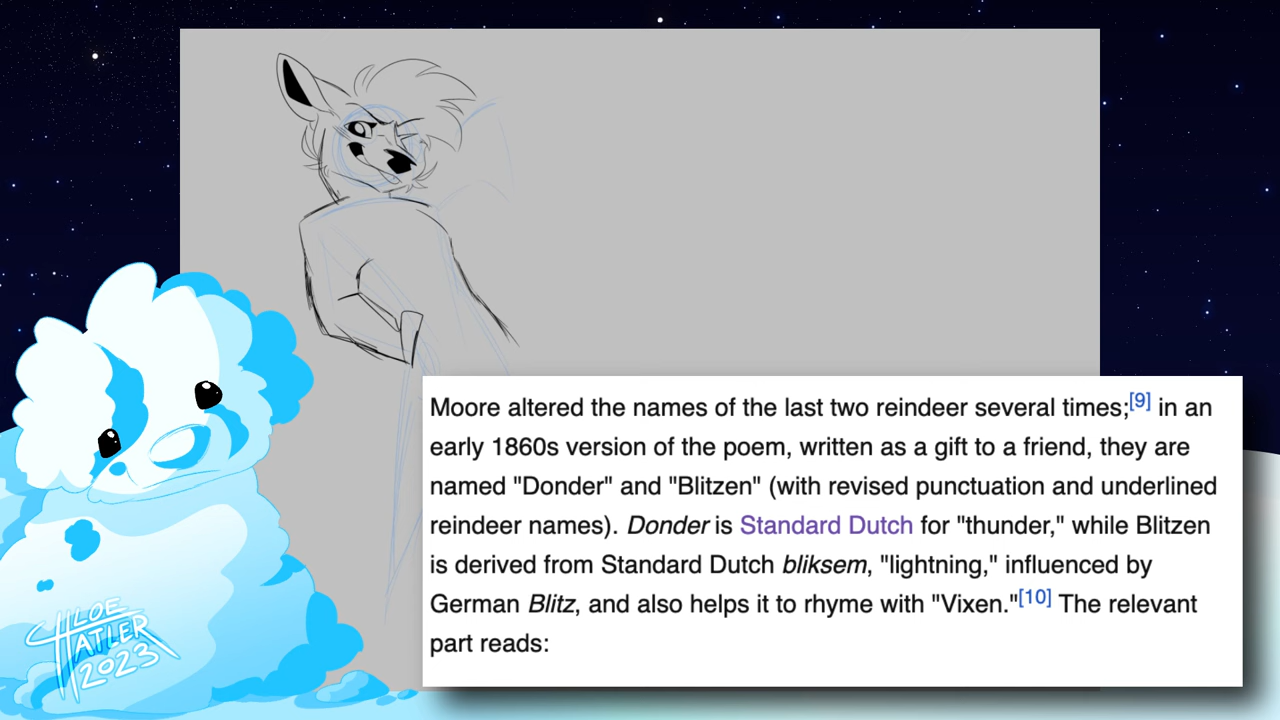 Moore altered the names of the last two reindeer several times;[9] in an
early 1860s version of the poem, written as a gift to a friend, they are
named "Donder" and "Blitzen" (with revised punctuation and underlined
reindeer names). Donder is Standard Dutch for "thunder," while Blitzen
is derived from Standard Dutch bliksem, "lightning," influenced by
German Blitz, and also helps it to rhyme with "Vixen."[10] The relevant
part reads:
CHLOE
HATLER
2023